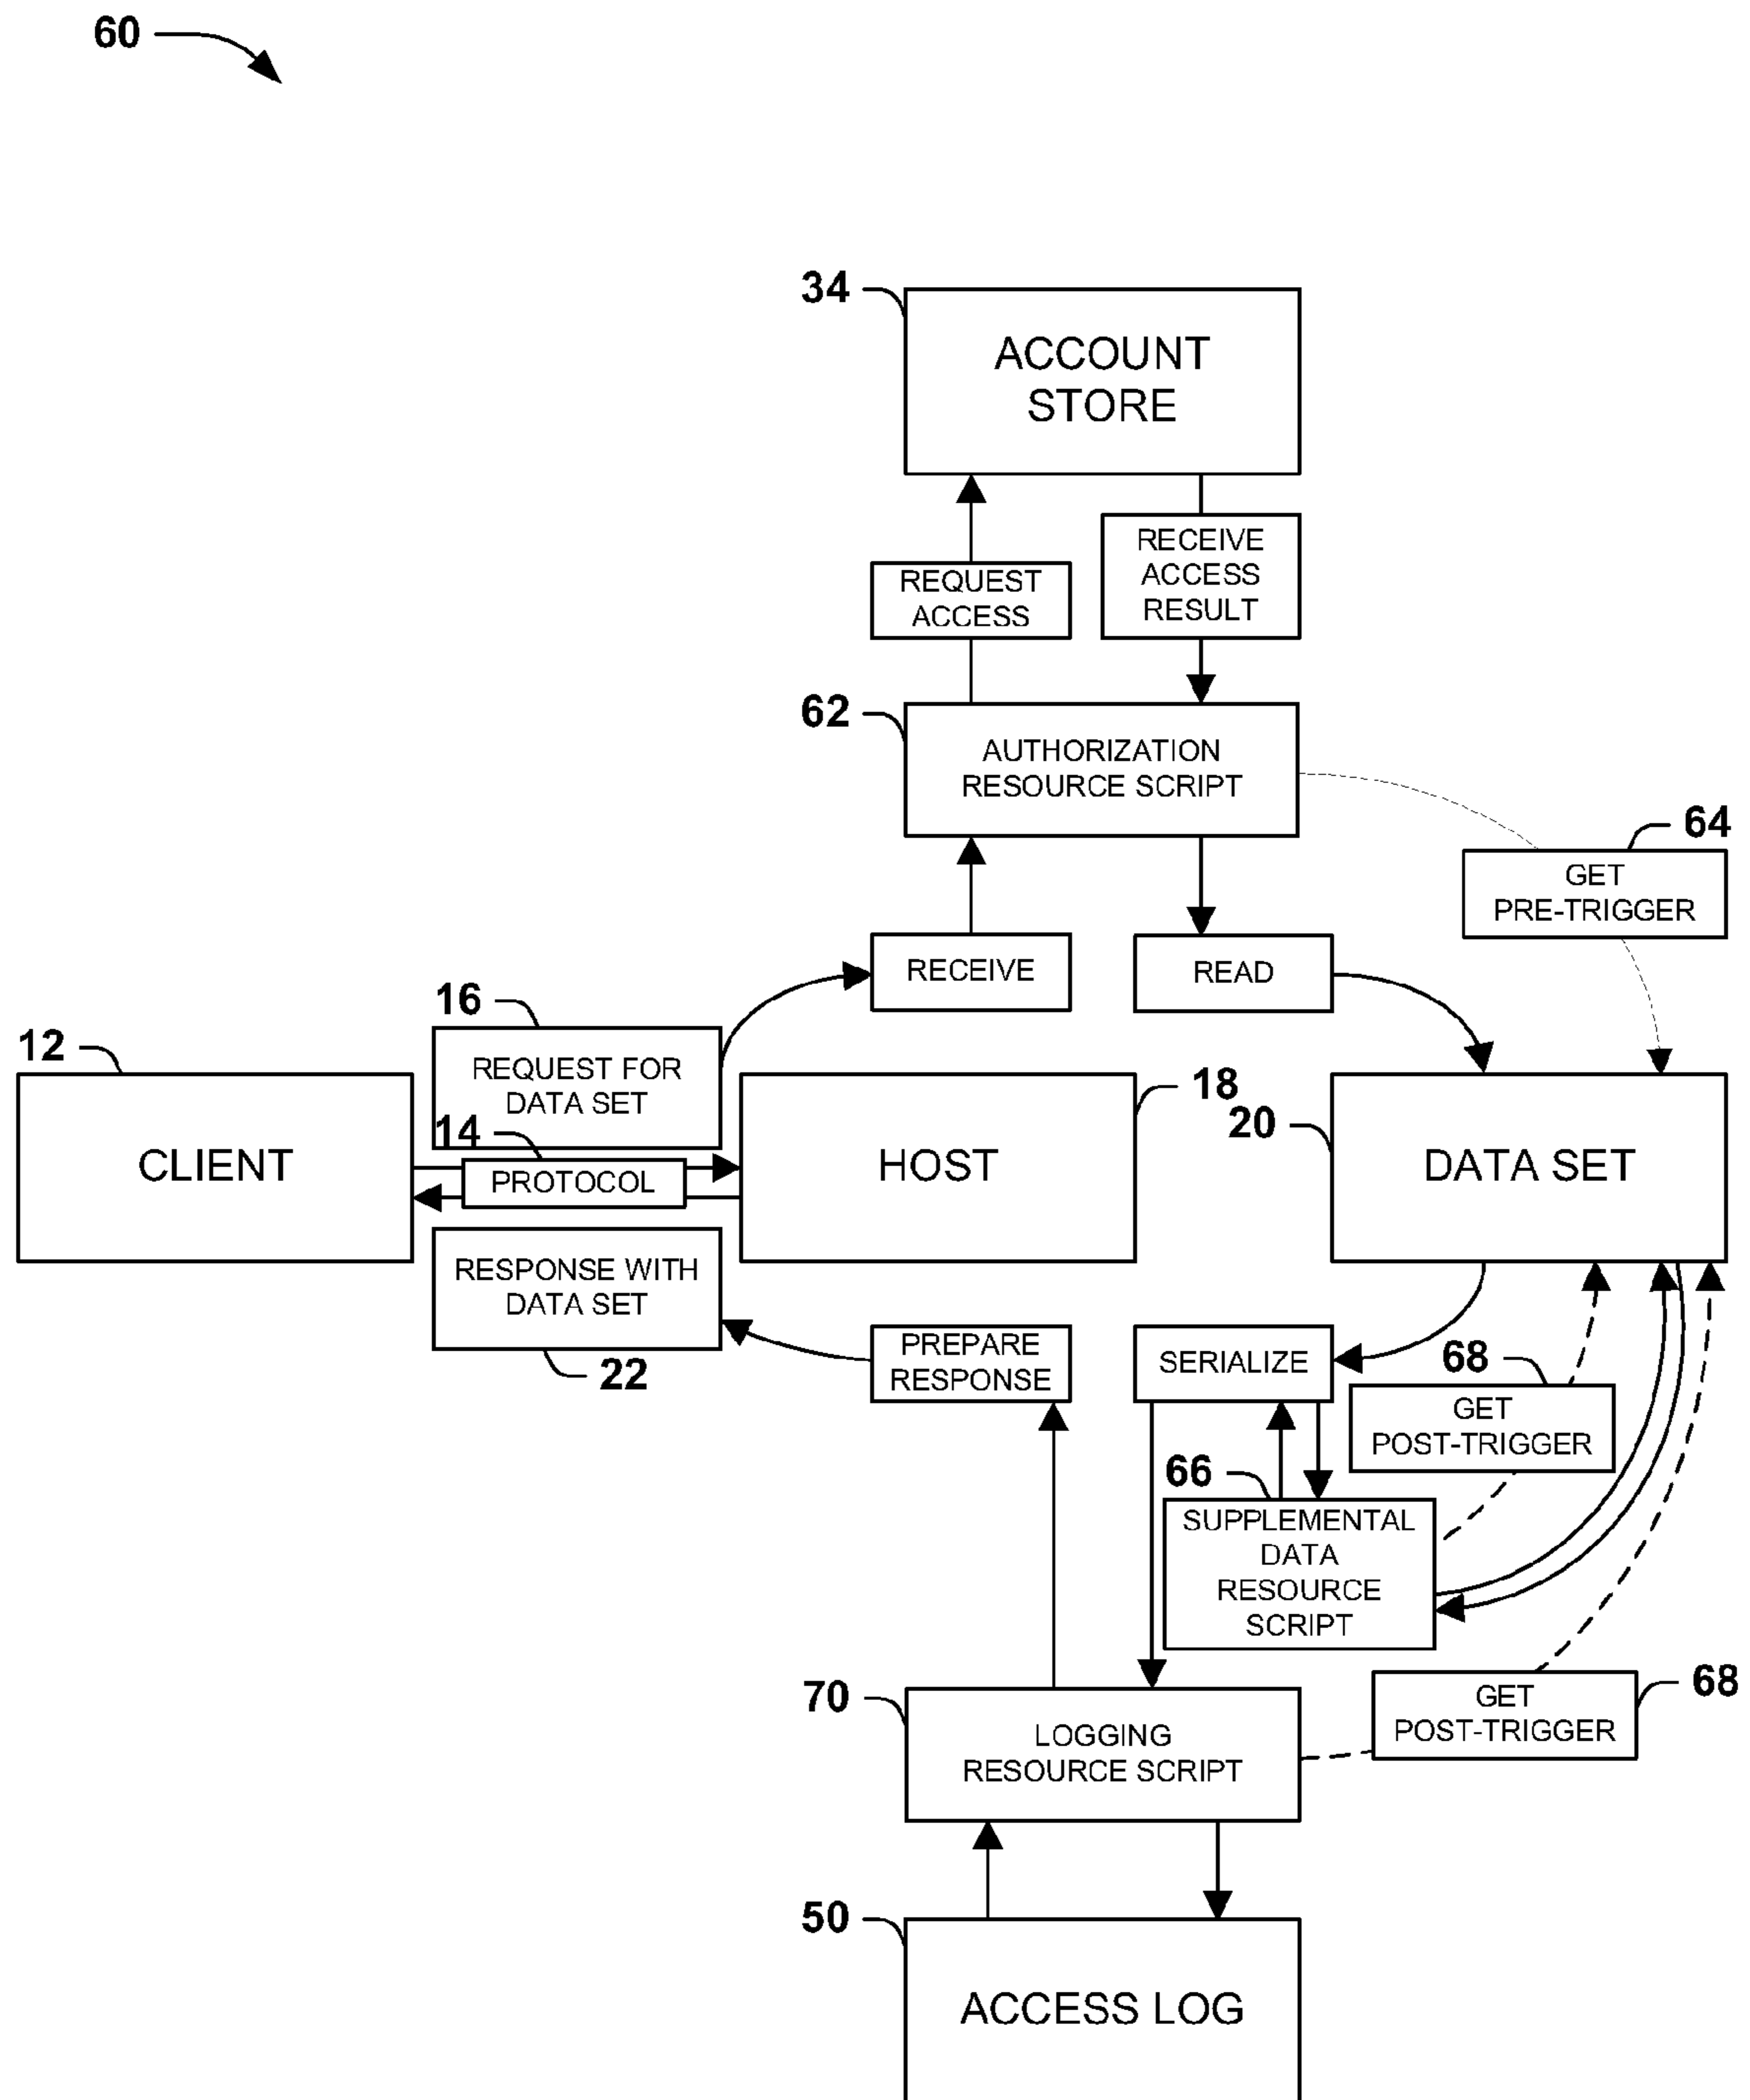 60
34
ACCOUNT
STORE
REQUEST
ACCESS
RECEIVE
ACCESS
RESULT
62
AUTHORIZATION
RESOURCE SCRIPT
64
GET
PRE-TRIGGER
RECEIVE
READ
16
REQUEST FOR
DATA SET
12
CLIENT
14
PROTOCOL
18
HOST
20
DATA SET
RESPONSE WITH
DATA SET
22
PREPARE
RESPONSE
SERIALIZE
68
GET
POST-TRIGGER
66
SUPPLEMENTAL
DATA
RESOURCE
SCRIPT
70
LOGGING
RESOURCE SCRIPT
68
GET
POST-TRIGGER
50
ACCESS LOG